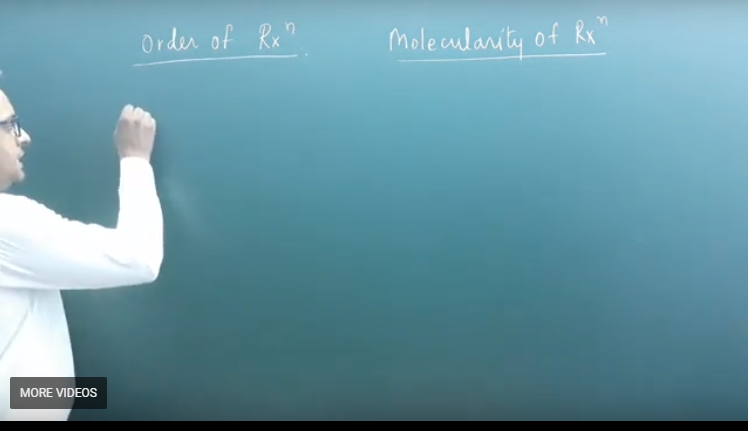 Order of Rxⁿ.
Molecularity of Rxⁿ
MORE VIDEOS